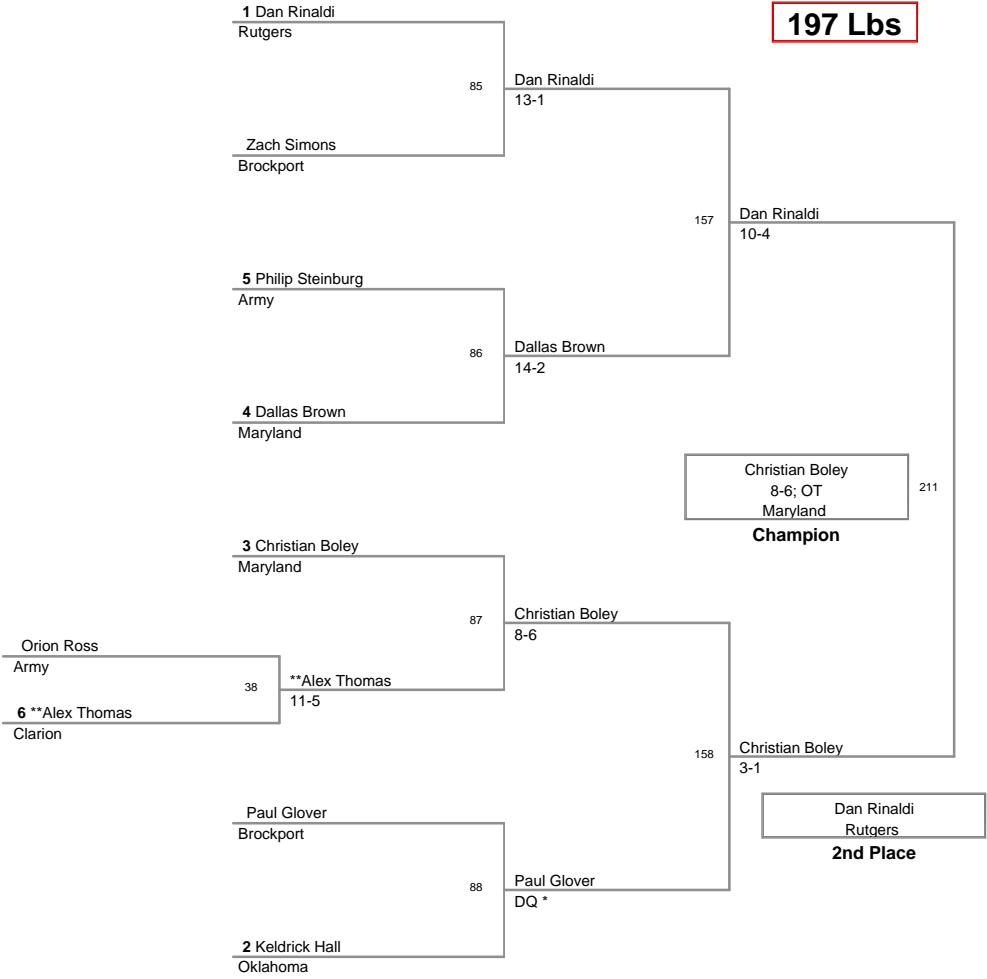 197 Lbs
1 Dan Rinaldi
Rutgers
85
Dan Rinaldi
13-1
Zach Simons
Brockport
157
Dan Rinaldi
10-4
5 Philip Steinburg
Army
86
Dallas Brown
14-2
4 Dallas Brown
Maryland
Christian Boley
8-6; OT
Maryland
211
Champion
3 Christian Boley
Maryland
87
Christian Boley
8-6
Orion Ross
Army
38
**Alex Thomas
11-5
6 **Alex Thomas
Clarion
158
Christian Boley
3-1
Dan Rinaldi
Rutgers
2nd Place
Paul Glover
Brockport
88
Paul Glover
DQ *
2 Keldrick Hall
Oklahoma